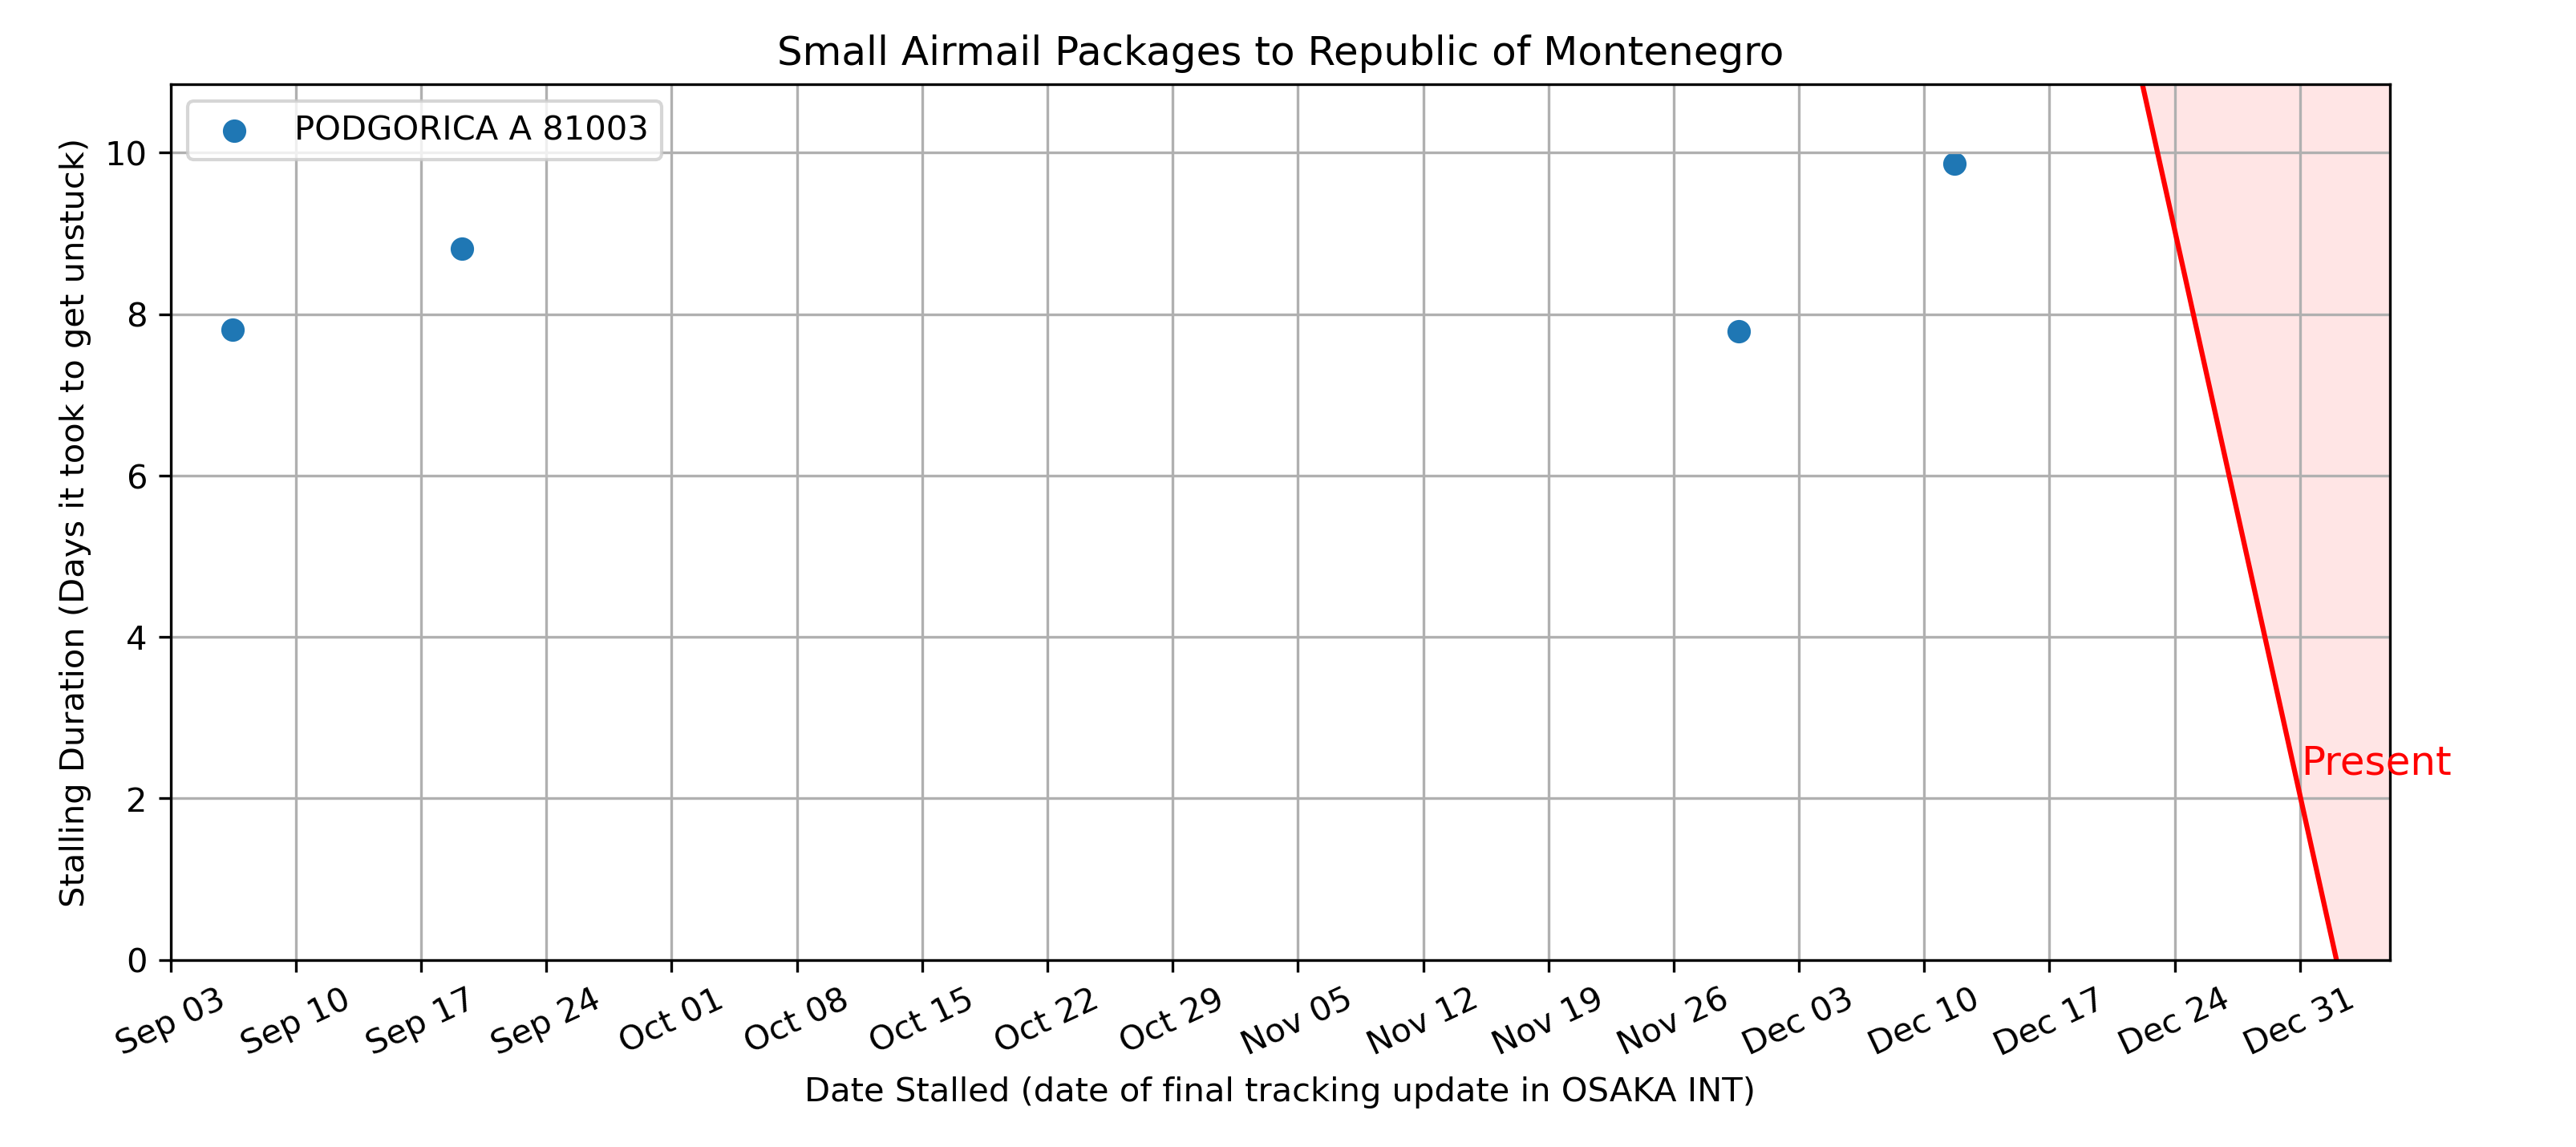 Small Airmail Packages to Republic of Montenegro
PODGORICA A 81003
Stalling Duration (Days it took to get unstuck)
10
8
6
4
2
0
Present
Sep 03
Sep 10
Sep 17
Sep 24
Oct 01
Oct 08
Oct 15
Oct 22
Oct 29
Nov 05
Nov 12
Nov 19
Nov 26
Dec 03
Dec 10
Dec 17
Dec 24
Dec 31
Date Stalled (date of final tracking update in OSAKA INT)